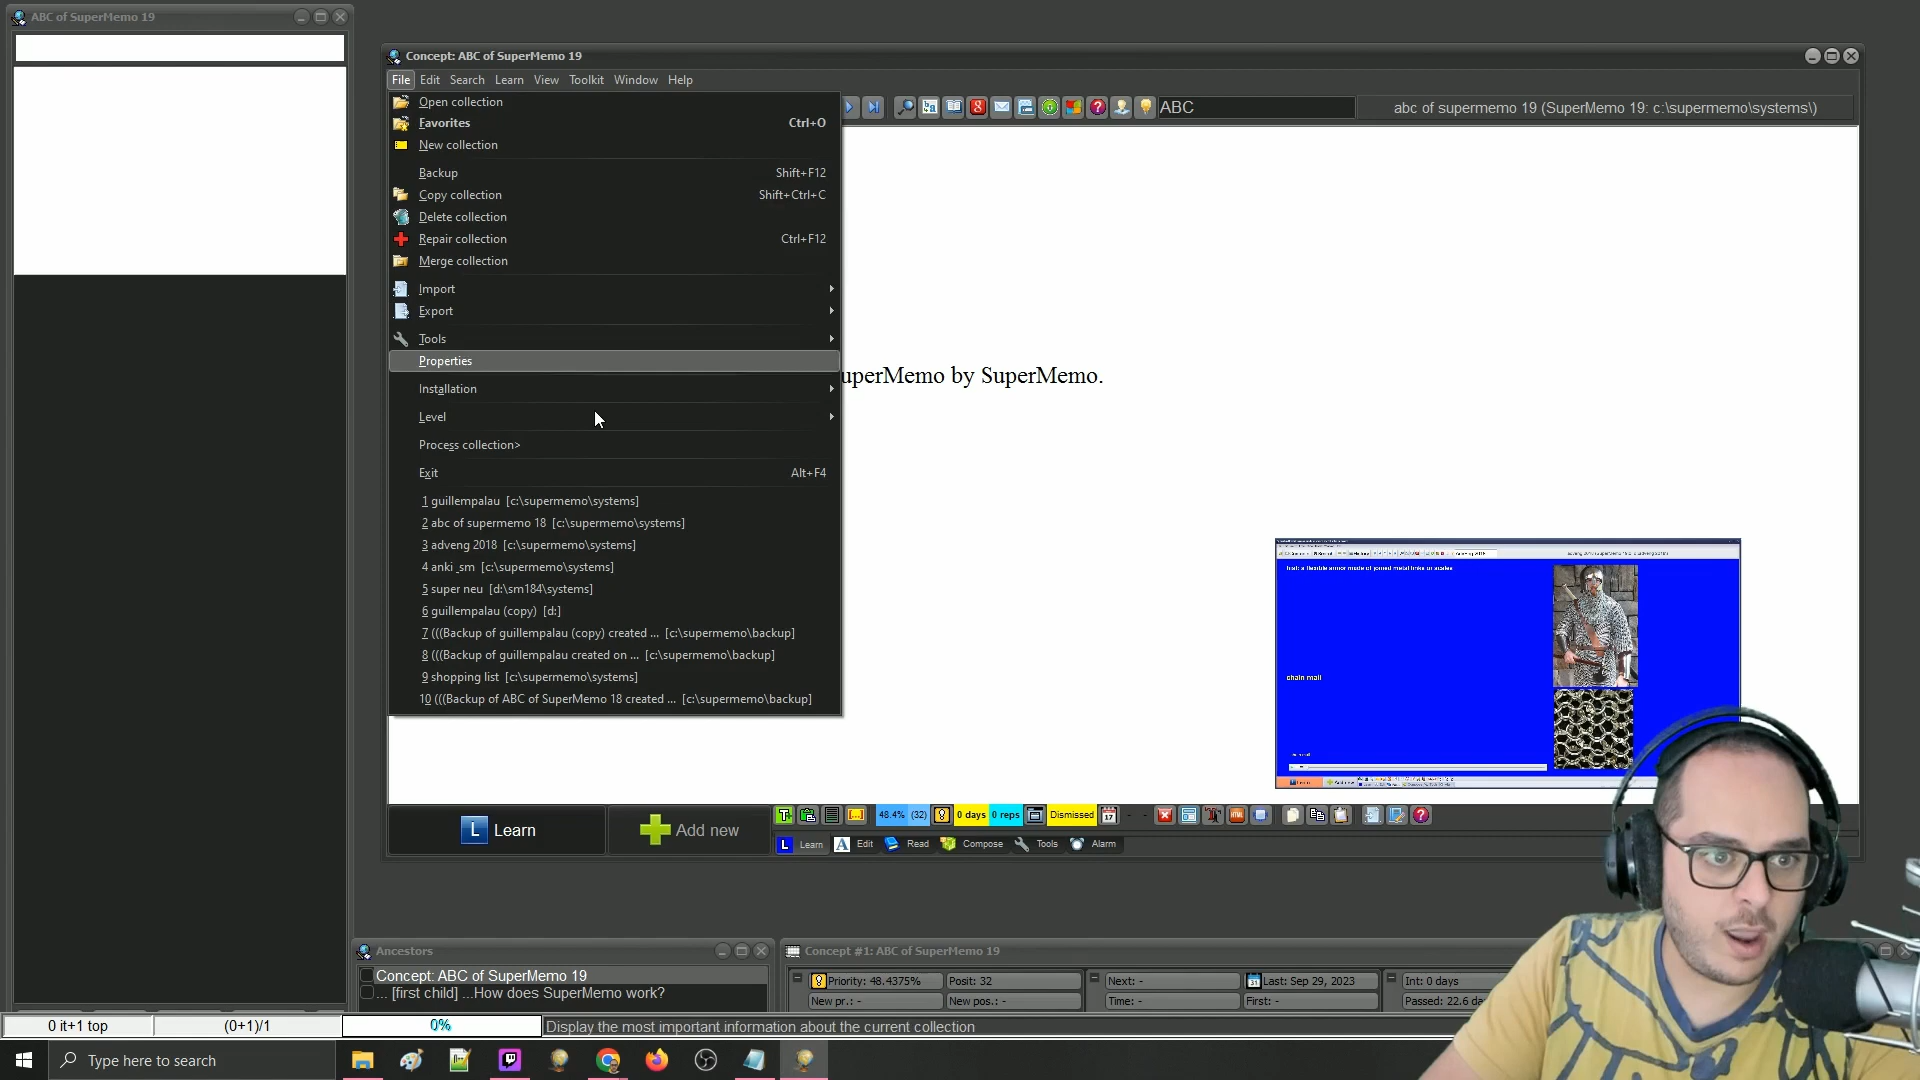 ABC of SuperMemo 19
Concept: ABC of SuperMemo 19
File Edit Search Learn View Toolkit Window Help
ABC
abc of supermemo 19 (SuperMemo 19: c:\supermemo\systems\)
Open collection
Favorites Ctrl+O
New collection
Backup Shift+F12
Copy collection Shift+Ctrl+C
Delete collection
Repair collection Ctrl+F12
Merge collection
Import
Export
Tools
Properties
Installation
Level
Process collection>
Exit Alt+F4
1 guillempalau [c:\supermemo\systems]
2 abc of supermemo 18 [c:\supermemo\systems]
3 adveng 2018 [c:\supermemo\systems]
4 anki_sm [c:\supermemo\systems]
5 super neu [d:\sm184\systems]
6 guillempalau (copy) [d:]
7 (((Backup of guillempalau (copy) created ... [c:\supermemo\backup]
8 (((Backup of guillempalau created on ... [c:\supermemo\backup]
9 shopping list [c:\supermemo\systems]
10 (((Backup of ABC of SuperMemo 18 created ... [c:\supermemo\backup]
uperMemo by SuperMemo.
chain mail
L Learn
Add new
48.4% (32) 0 days 0 reps Dismissed
Learn Edit Read Compose Tools Alarm
Ancestors
Concept: ABC of SuperMemo 19
... [first child] ...How does SuperMemo work?
Concept #1: ABC of SuperMemo 19
Priority: 48.4375% Posit: 32 Next: - Last: Sep 29, 2023 Int: 0 days
New pr.: - New pos.: - Time: - First: - Passed: 22.6 da
0 it+1 top (0+1)/1 0% Display the most important information about the current collection
Type here to search